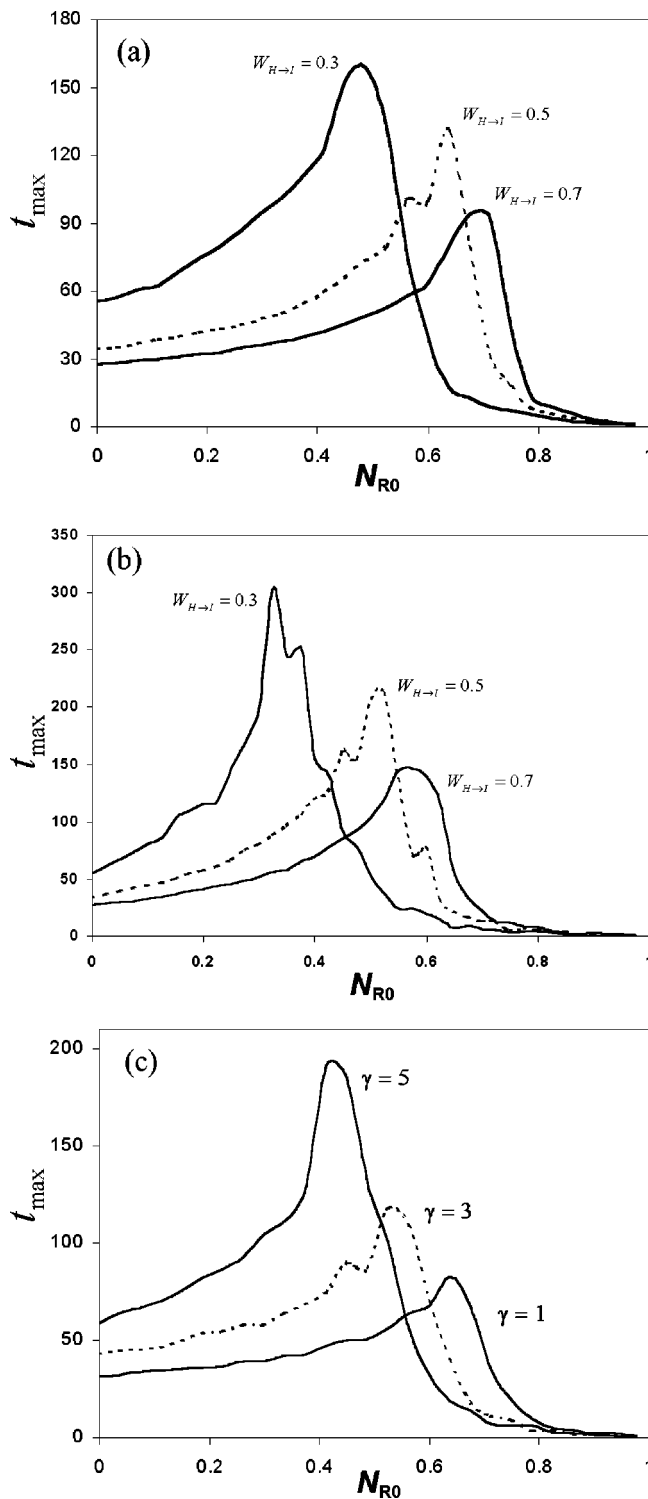 (a)
180
150
120
90
60
30
0
t_max
W_{H→I} = 0.3
W_{H→I} = 0.5
W_{H→I} = 0.7
0 0.2 0.4 0.6 0.8 1
N_R0
(b)
350
300
250
200
150
100
50
0
t_max
W_{H→I} = 0.3
W_{H→I} = 0.5
W_{H→I} = 0.7
0 0.2 0.4 0.6 0.8 1
N_R0
(c)
200
150
100
50
0
t_max
γ = 5
γ = 3
γ = 1
0 0.2 0.4 0.6 0.8 1
N_R0